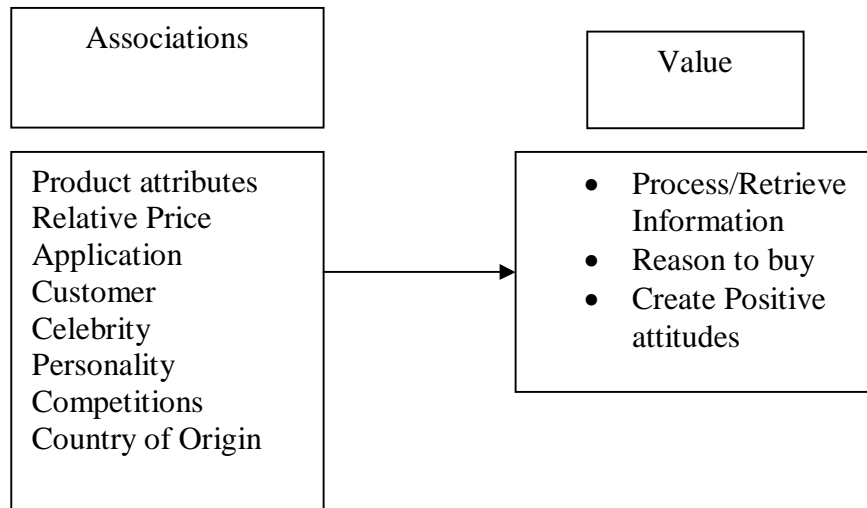 Associations
Value
Product attributes
Relative Price
Application
Customer
Celebrity
Personality
Competitions
Country of Origin
• Process/Retrieve
Information
• Reason to buy
• Create Positive
attitudes